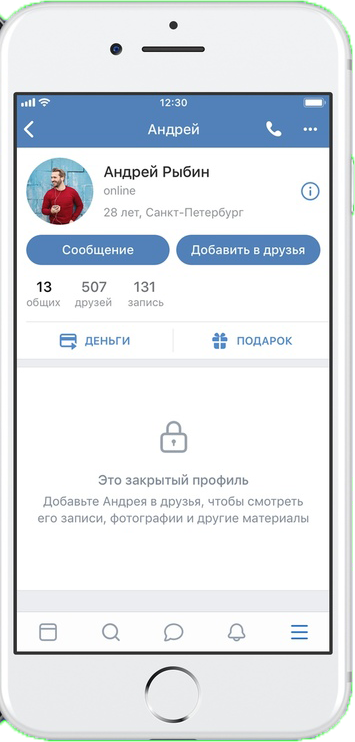 12:30
Андрей
Андрей Рыбин
online
28 лет, Санкт-Петербург
Сообщение
Добавить в друзья
13 507 131
общих друзей запись
ДЕНЬГИ ПОДАРОК
Это закрытый профиль
Добавьте Андрея в друзья, чтобы смотреть
его записи, фотографии и другие материалы